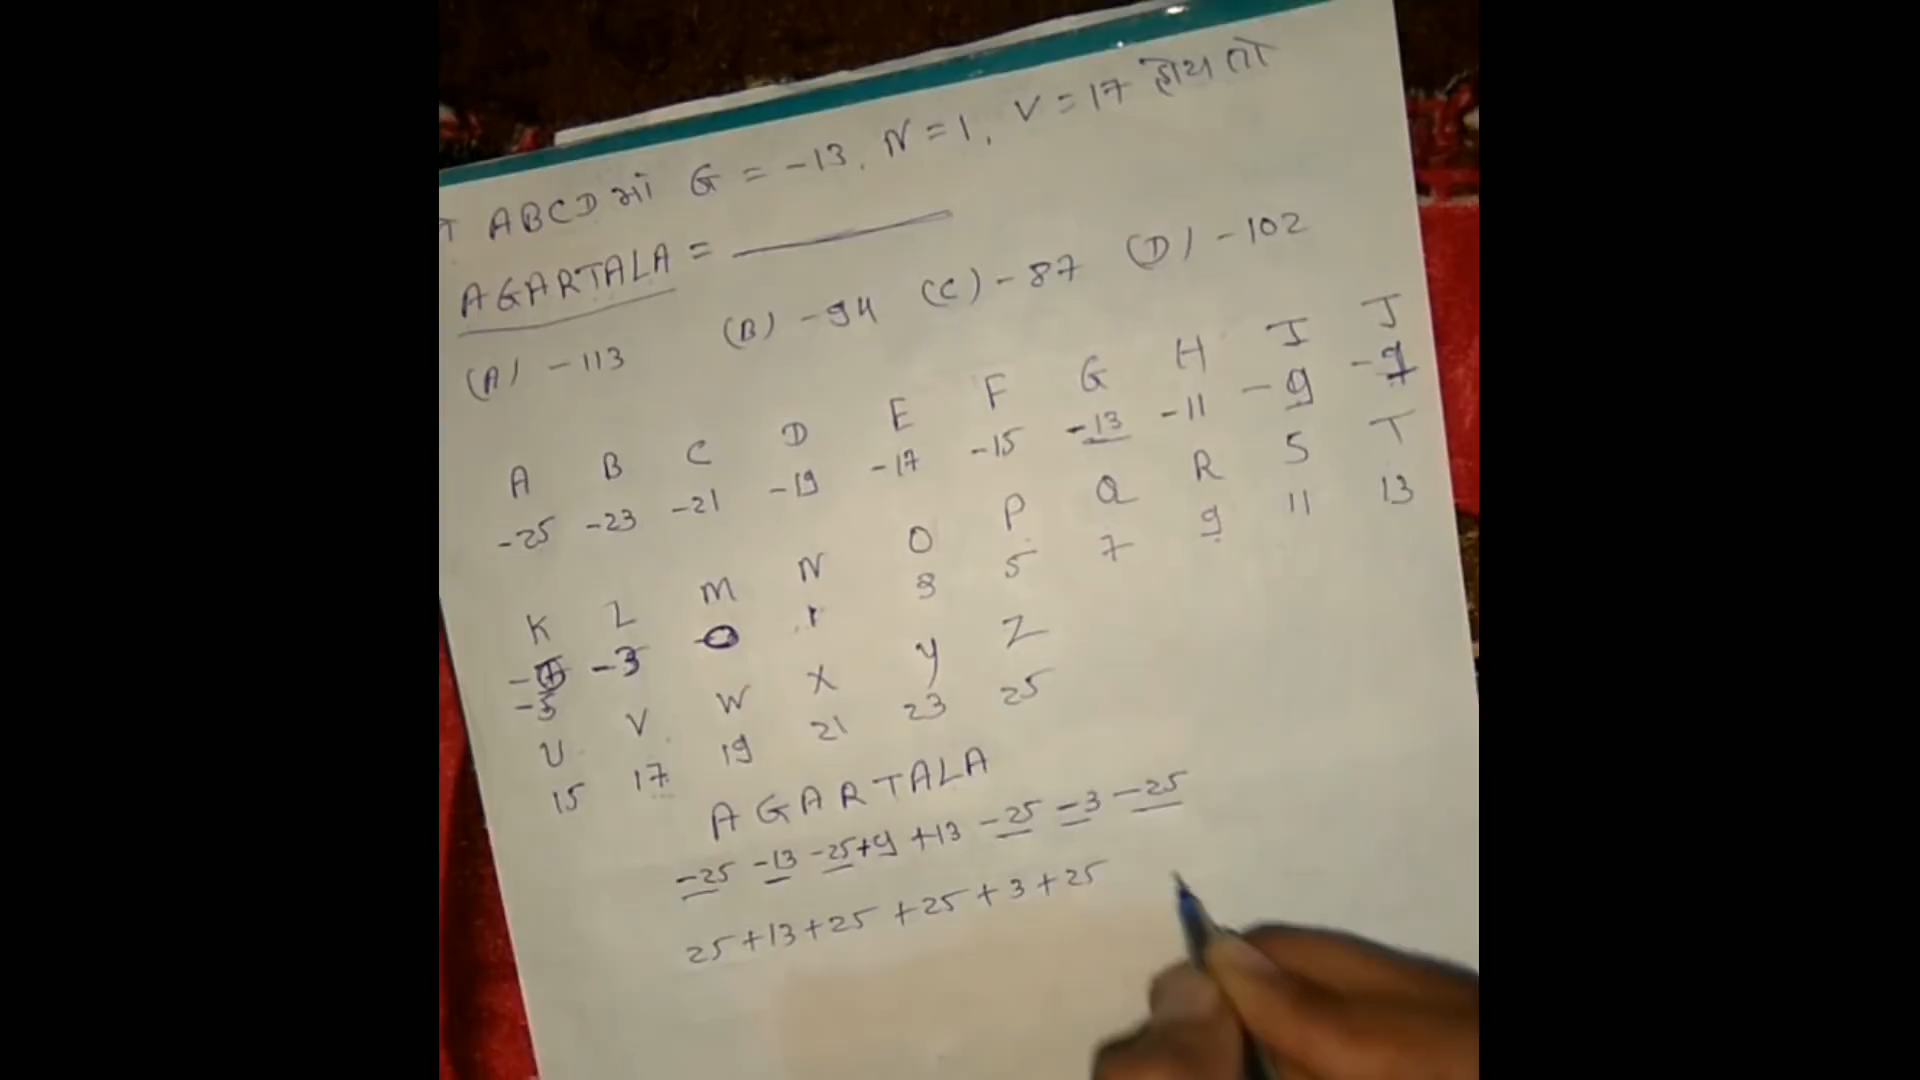 ABCD માં G = -13, N = 1, V = 17 હોય તો
AGARTALA =
(A) -113 (B) -94 (C) -87 (D) -102
A B C D E F G H I J
-25 -23 -21 -19 -17 -15 -13 -11 -9 -7
K L M N O P Q R S T
-5 -3 1 3 5 7 9 11 13
U V W X Y Z
15 17 19 21 23 25
AGARTALA
-25 -13 -25 +9 +13 -25 -3 -25
25 + 13 + 25 + 25 + 3 + 25